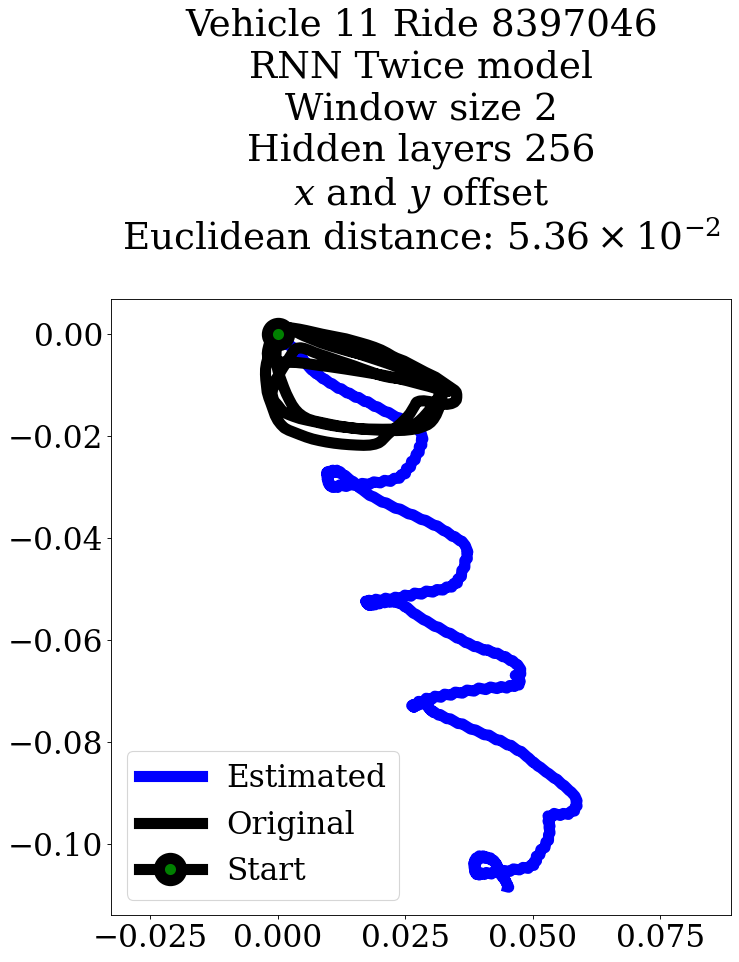 Vehicle 11 Ride 8397046
RNN Twice model
Window size 2
Hidden layers 256
x and y offset
Euclidean distance: 5.36 × 10⁻²
0.00
−0.02
−0.04
−0.06
−0.08
−0.10
Estimated
Original
Start
−0.025 0.000 0.025 0.050 0.075